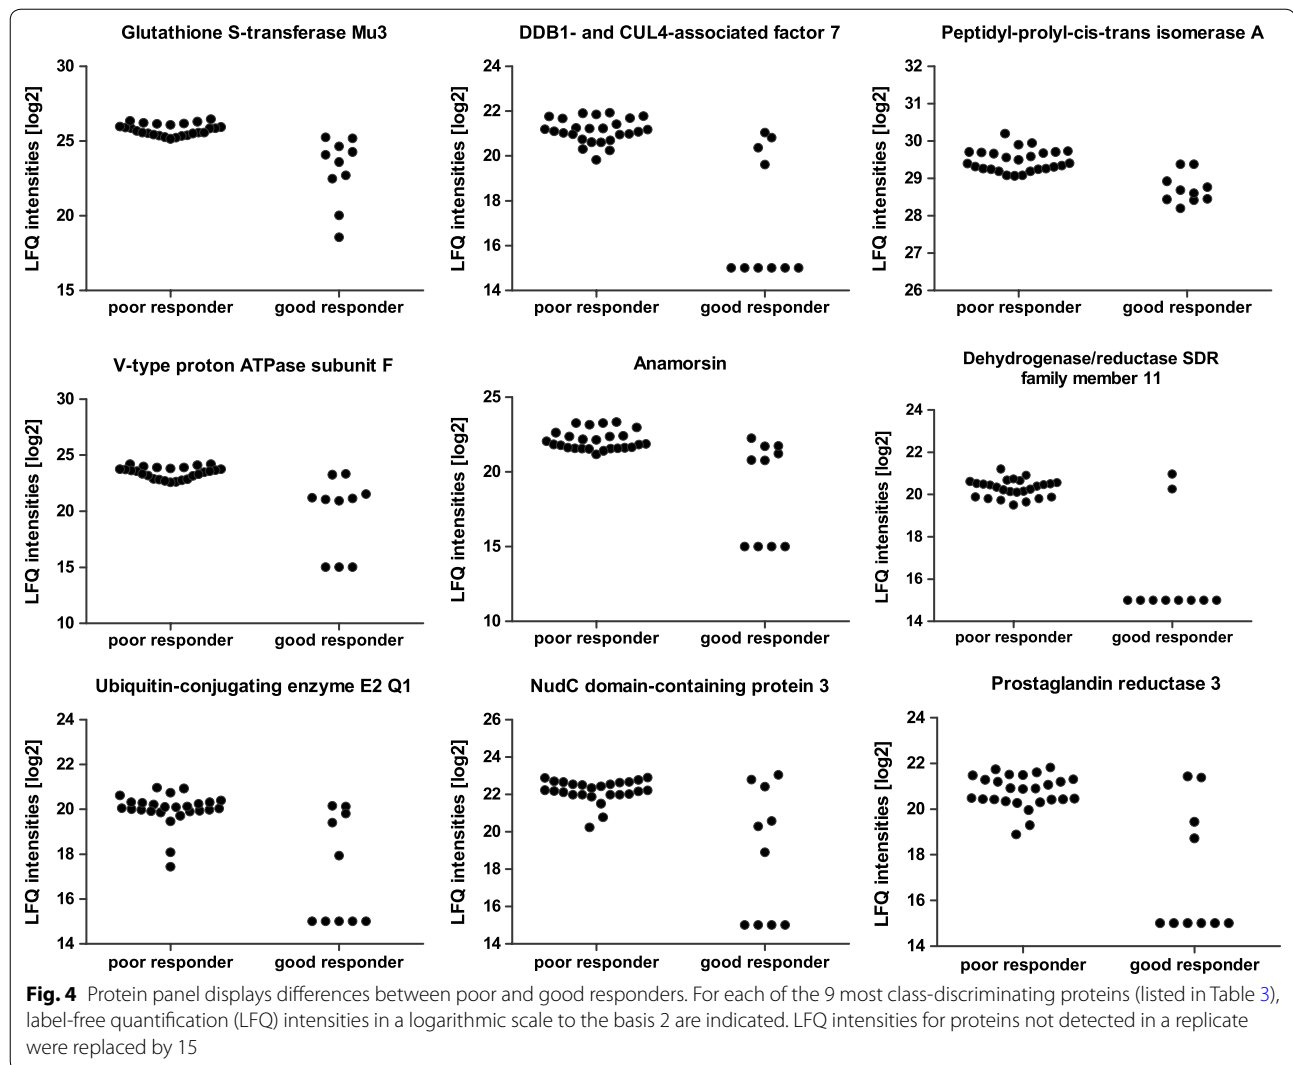 Glutathione S-transferase Mu3
LFQ intensities [log2]
30
25
20
15
poor responder
good responder
DDB1- and CUL4-associated factor 7
LFQ intensities [log2]
24
22
20
18
16
14
poor responder
good responder
Peptidyl-prolyl-cis-trans isomerase A
LFQ intensities [log2]
32
31
30
29
28
27
26
poor responder
good responder
V-type proton ATPase subunit F
LFQ intensities [log2]
30
25
20
15
10
poor responder
good responder
Anamorsin
LFQ intensities [log2]
25
20
15
10
poor responder
good responder
Dehydrogenase/reductase SDR
family member 11
LFQ intensities [log2]
24
22
20
18
16
14
poor responder
good responder
Ubiquitin-conjugating enzyme E2 Q1
LFQ intensities [log2]
24
22
20
18
16
14
poor responder
good responder
NudC domain-containing protein 3
LFQ intensities [log2]
26
24
22
20
18
16
14
poor responder
good responder
Prostaglandin reductase 3
LFQ intensities [log2]
24
22
20
18
16
14
poor responder
good responder
Fig. 4 Protein panel displays differences between poor and good responders. For each of the 9 most class-discriminating proteins (listed in Table 3),
label-free quantification (LFQ) intensities in a logarithmic scale to the basis 2 are indicated. LFQ intensities for proteins not detected in a replicate
were replaced by 15